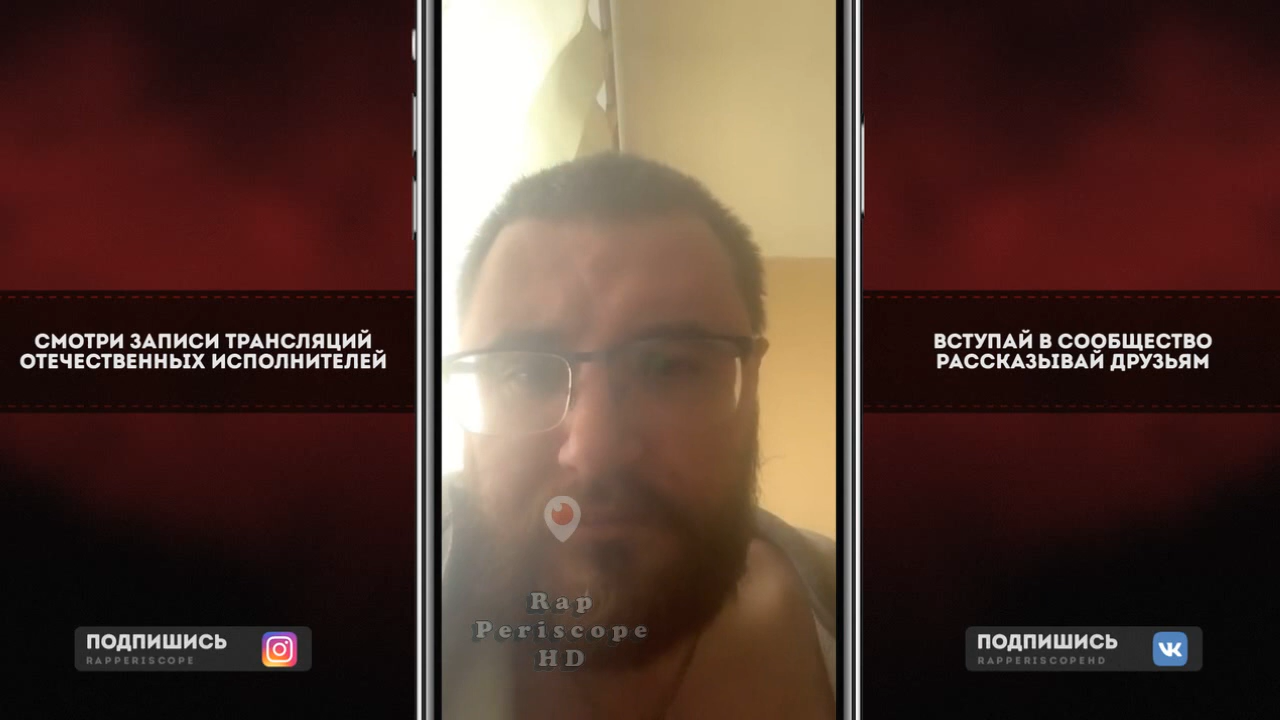 СМОТРИ ЗАПИСИ ТРАНСЛЯЦИЙ
ОТЕЧЕСТВЕННЫХ ИСПОЛНИТЕЛЕЙ
ПОДПИШИСЬ
RAPPERISCOPE
Rap
Periscope
HD
ВСТУПАЙ В СООБЩЕСТВО
РАССКАЗЫВАЙ ДРУЗЬЯМ
ПОДПИШИСЬ
RAPPERISCOPEHD